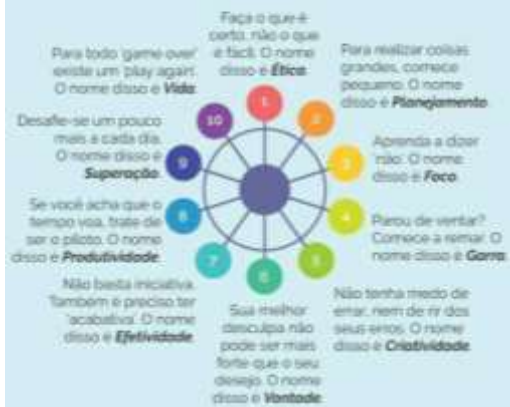 Faça o que é
certo, não o que
é fácil. O nome
disso é Ética.
1
Para realizar coisas
grandes, comece
pequeno. O nome
disso é Planejamento.
2
Aprenda a dizer
'não'. O nome
disso é Foco.
3
Parou de ventar?
Comece a remar. O
nome disso é Garra.
4
Não tenha medo de
errar, nem de rir dos
seus erros. O nome
disso é Criatividade.
5
Sua melhor
desculpa não
pode ser mais
forte que o seu
desejo. O nome
disso é Vontade.
6
Não basta iniciativa.
Também é preciso ter
'acabativa'. O nome
disso é Efetividade.
7
Se você acha que o
tempo voa, trate de
ser o piloto. O nome
disso é Produtividade.
8
Desafie-se um pouco
mais a cada dia.
O nome disso é
Superação.
9
Para todo 'game over'
existe um 'play again'.
O nome disso é Vida.
10